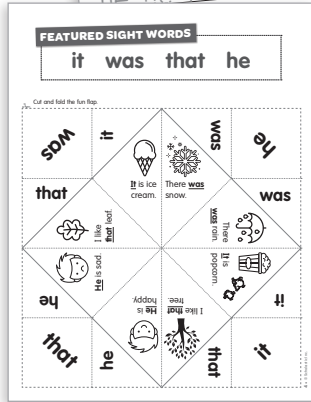 FEATURED SIGHT WORDS
it was that he
Cut and fold the fun flap.
was
it
was
he
It is ice
cream.
There was
snow.
that
was
I like
that leaf.
There
was rain.
He is sad.
It is
popcorn.
he
it
He is
happy.
I like that
tree.
that
he
that
it